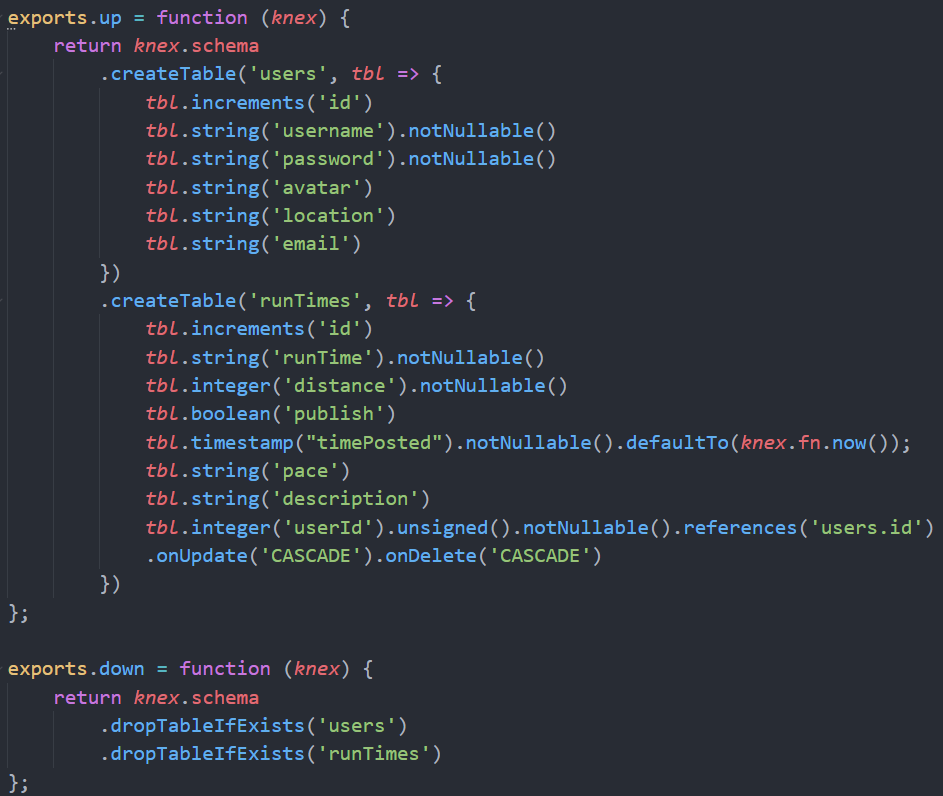 exports.up = function (knex) {
    return knex.schema
        .createTable('users', tbl => {
            tbl.increments('id')
            tbl.string('username').notNullable()
            tbl.string('password').notNullable()
            tbl.string('avatar')
            tbl.string('location')
            tbl.string('email')
        })
        .createTable('runTimes', tbl => {
            tbl.increments('id')
            tbl.string('runTime').notNullable()
            tbl.integer('distance').notNullable()
            tbl.boolean('publish')
            tbl.timestamp("timePosted").notNullable().defaultTo(knex.fn.now());
            tbl.string('pace')
            tbl.string('description')
            tbl.integer('userId').unsigned().notNullable().references('users.id')
            .onUpdate('CASCADE').onDelete('CASCADE')
        })
};

exports.down = function (knex) {
    return knex.schema
        .dropTableIfExists('users')
        .dropTableIfExists('runTimes')
};